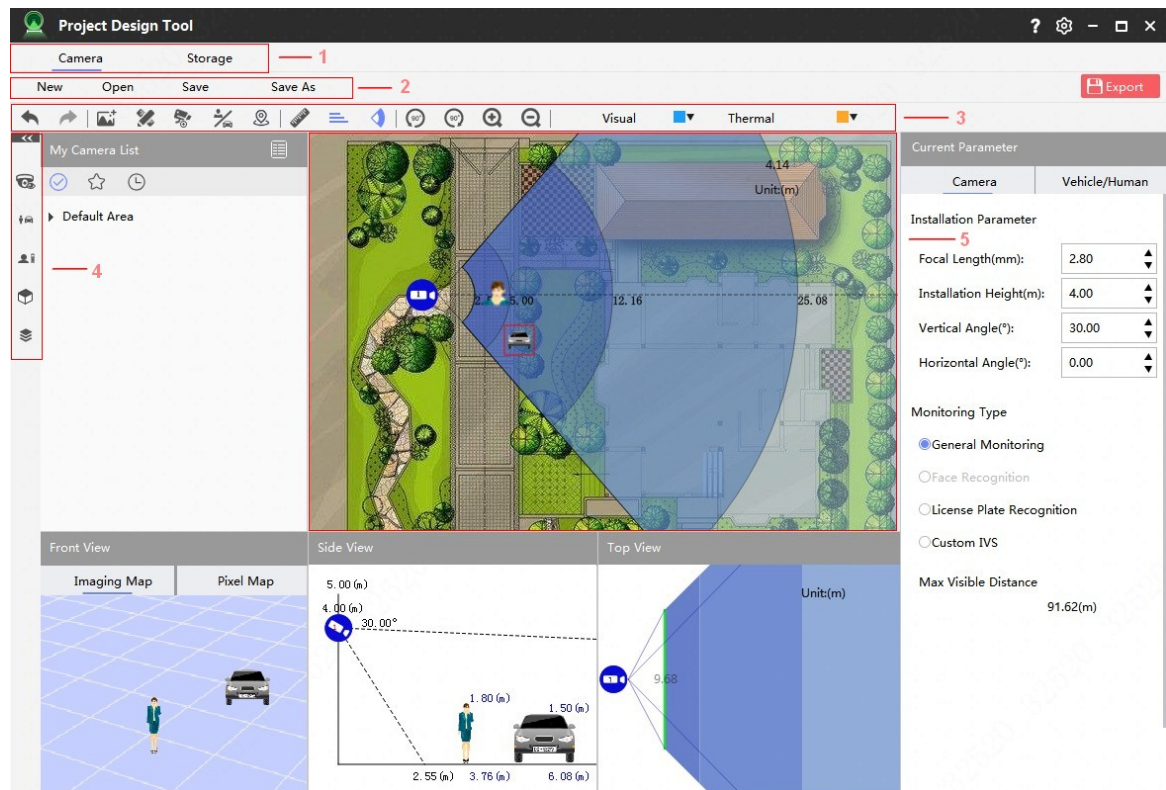 Project Design Tool
?
Camera Storage 1
New Open Save Save As 2
Export
90° 90° Visual Thermal 3
My Camera List
Current Parameter
Camera Vehicle/Human
Default Area
4
4.14
Unit:(m)
5.00 12.16 25.08
1
Installation Parameter
5
Focal Length(mm): 2.80
Installation Height(m): 4.00
Vertical Angle(°): 30.00
Horizontal Angle(°): 0.00
Monitoring Type
General Monitoring
Face Recognition
License Plate Recognition
Custom IVS
Max Visible Distance
91.62(m)
Front View
Imaging Map Pixel Map
Side View
5.00(m)
4.00(m)
30.00°
1.80(m)
1.50(m)
2.55(m) 3.76(m) 6.08(m)
Top View
Unit:(m)
1
9.68